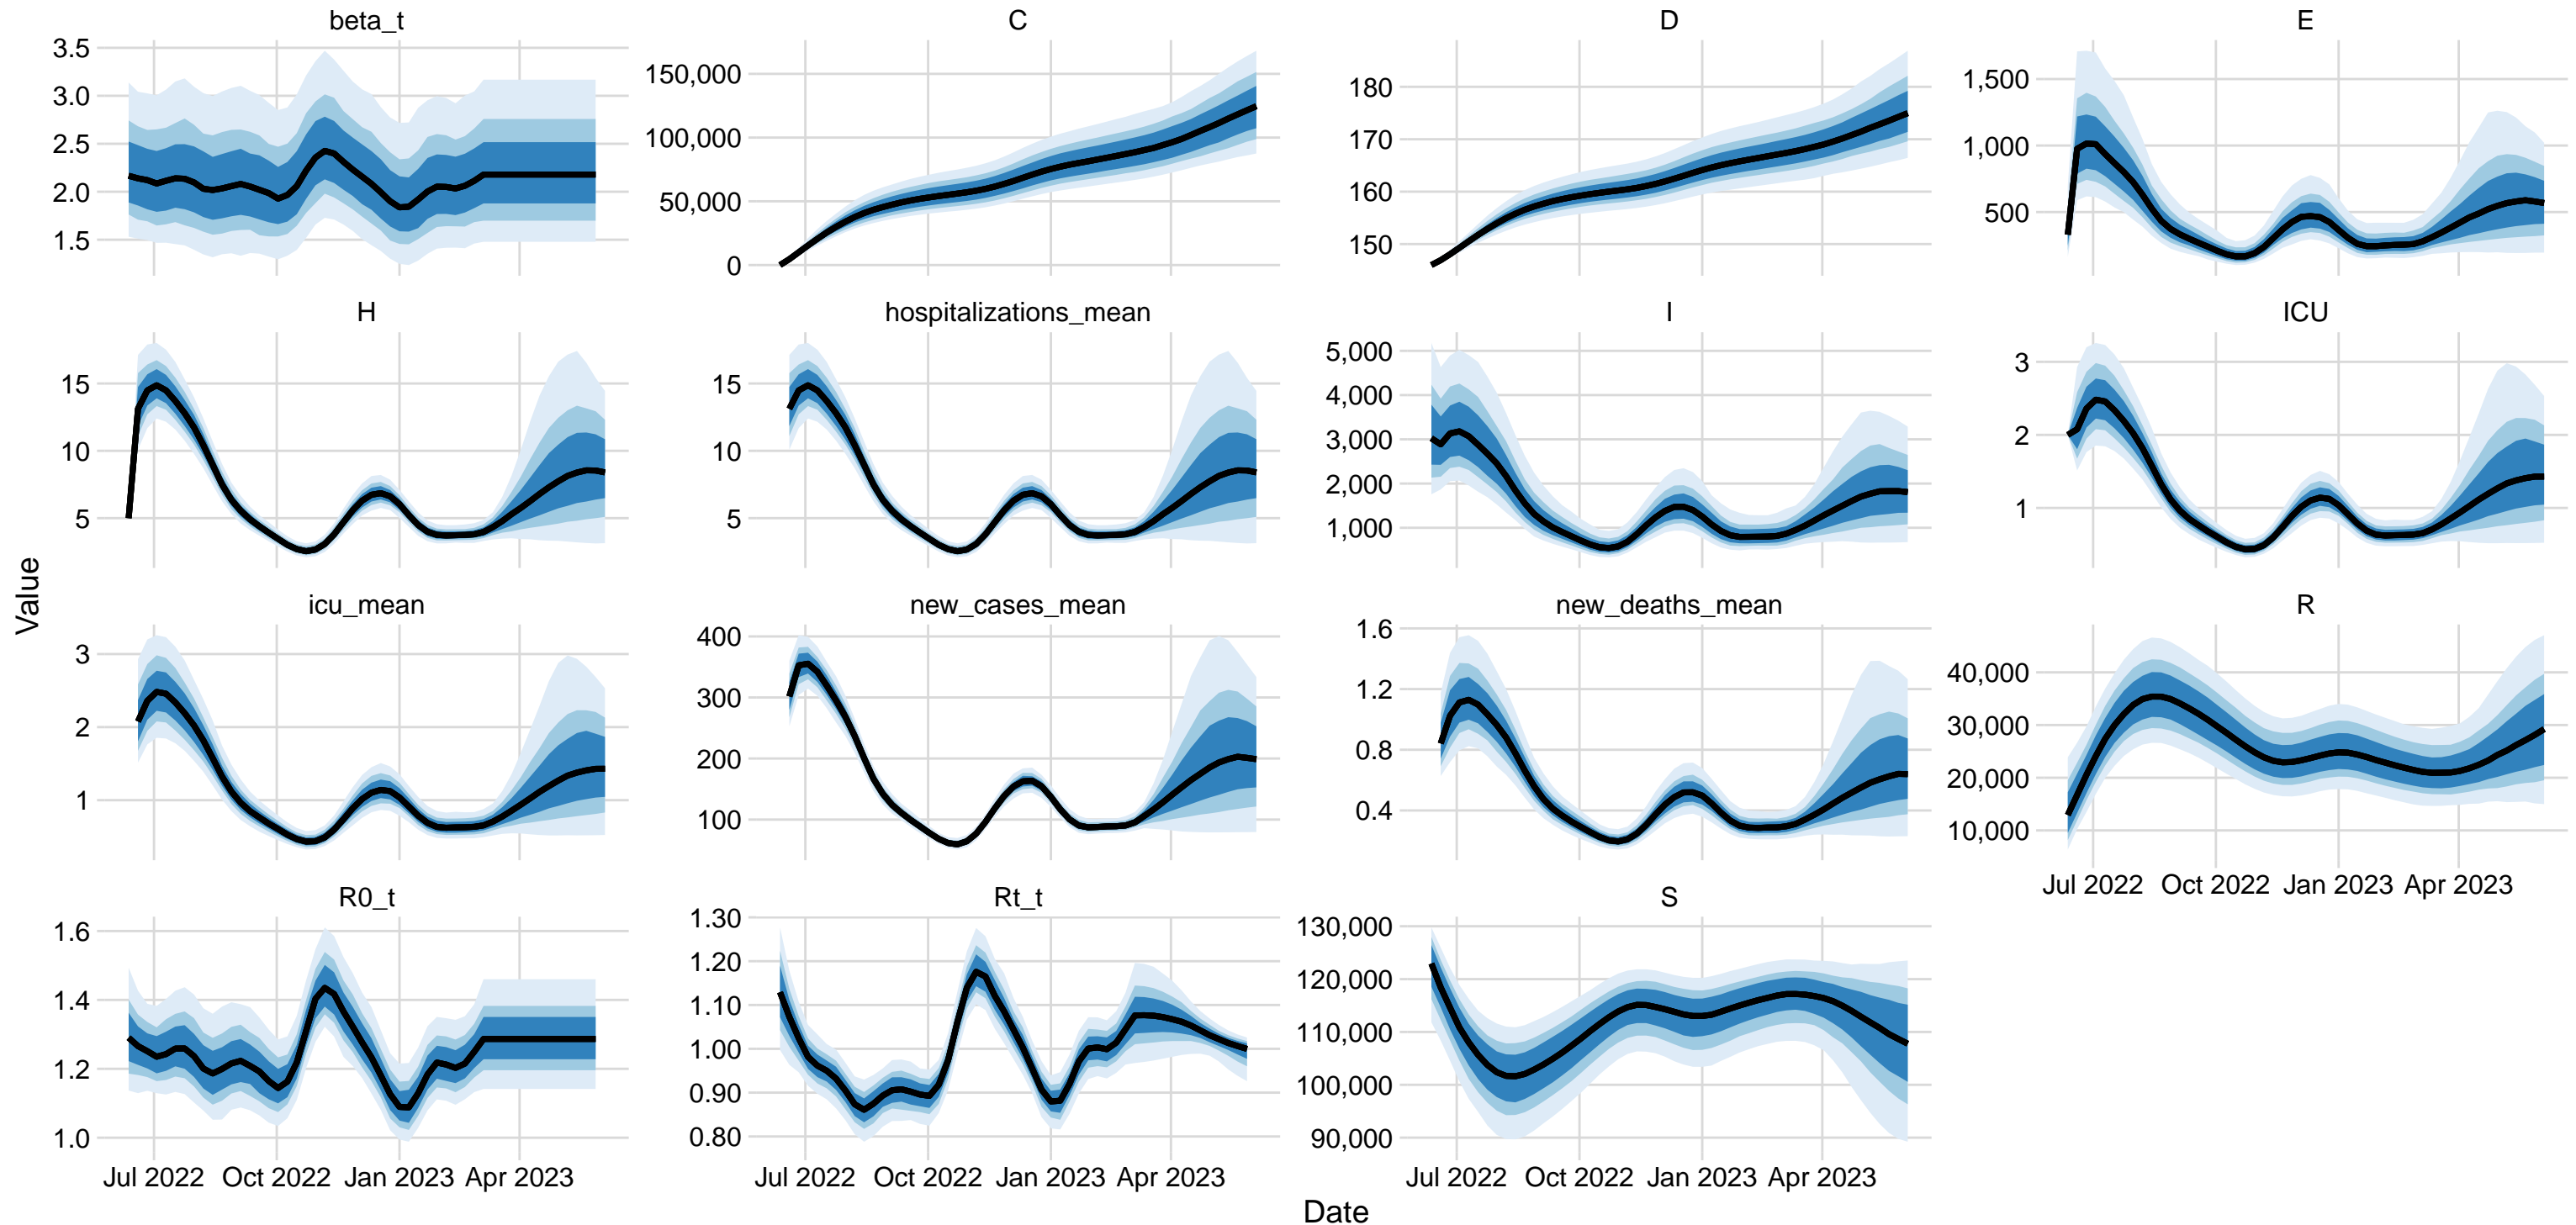 beta_t
C
D
E
3.5
3.0
2.5
2.0
1.5
150,000
100,000
50,000
0
180
170
160
150
1,500
1,000
500
H
hospitalizations_mean
I
ICU
15
10
5
15
10
5
5,000
4,000
3,000
2,000
1,000
3
2
1
Value
icu_mean
new_cases_mean
new_deaths_mean
R
3
2
1
400
300
200
100
1.6
1.2
0.8
0.4
40,000
30,000
20,000
10,000
Jul 2022 Oct 2022 Jan 2023 Apr 2023
R0_t
Rt_t
S
1.6
1.4
1.2
1.0
1.30
1.20
1.10
1.00
0.90
0.80
130,000
120,000
110,000
100,000
90,000
Jul 2022 Oct 2022 Jan 2023 Apr 2023
Jul 2022 Oct 2022 Jan 2023 Apr 2023
Jul 2022 Oct 2022 Jan 2023 Apr 2023
Date